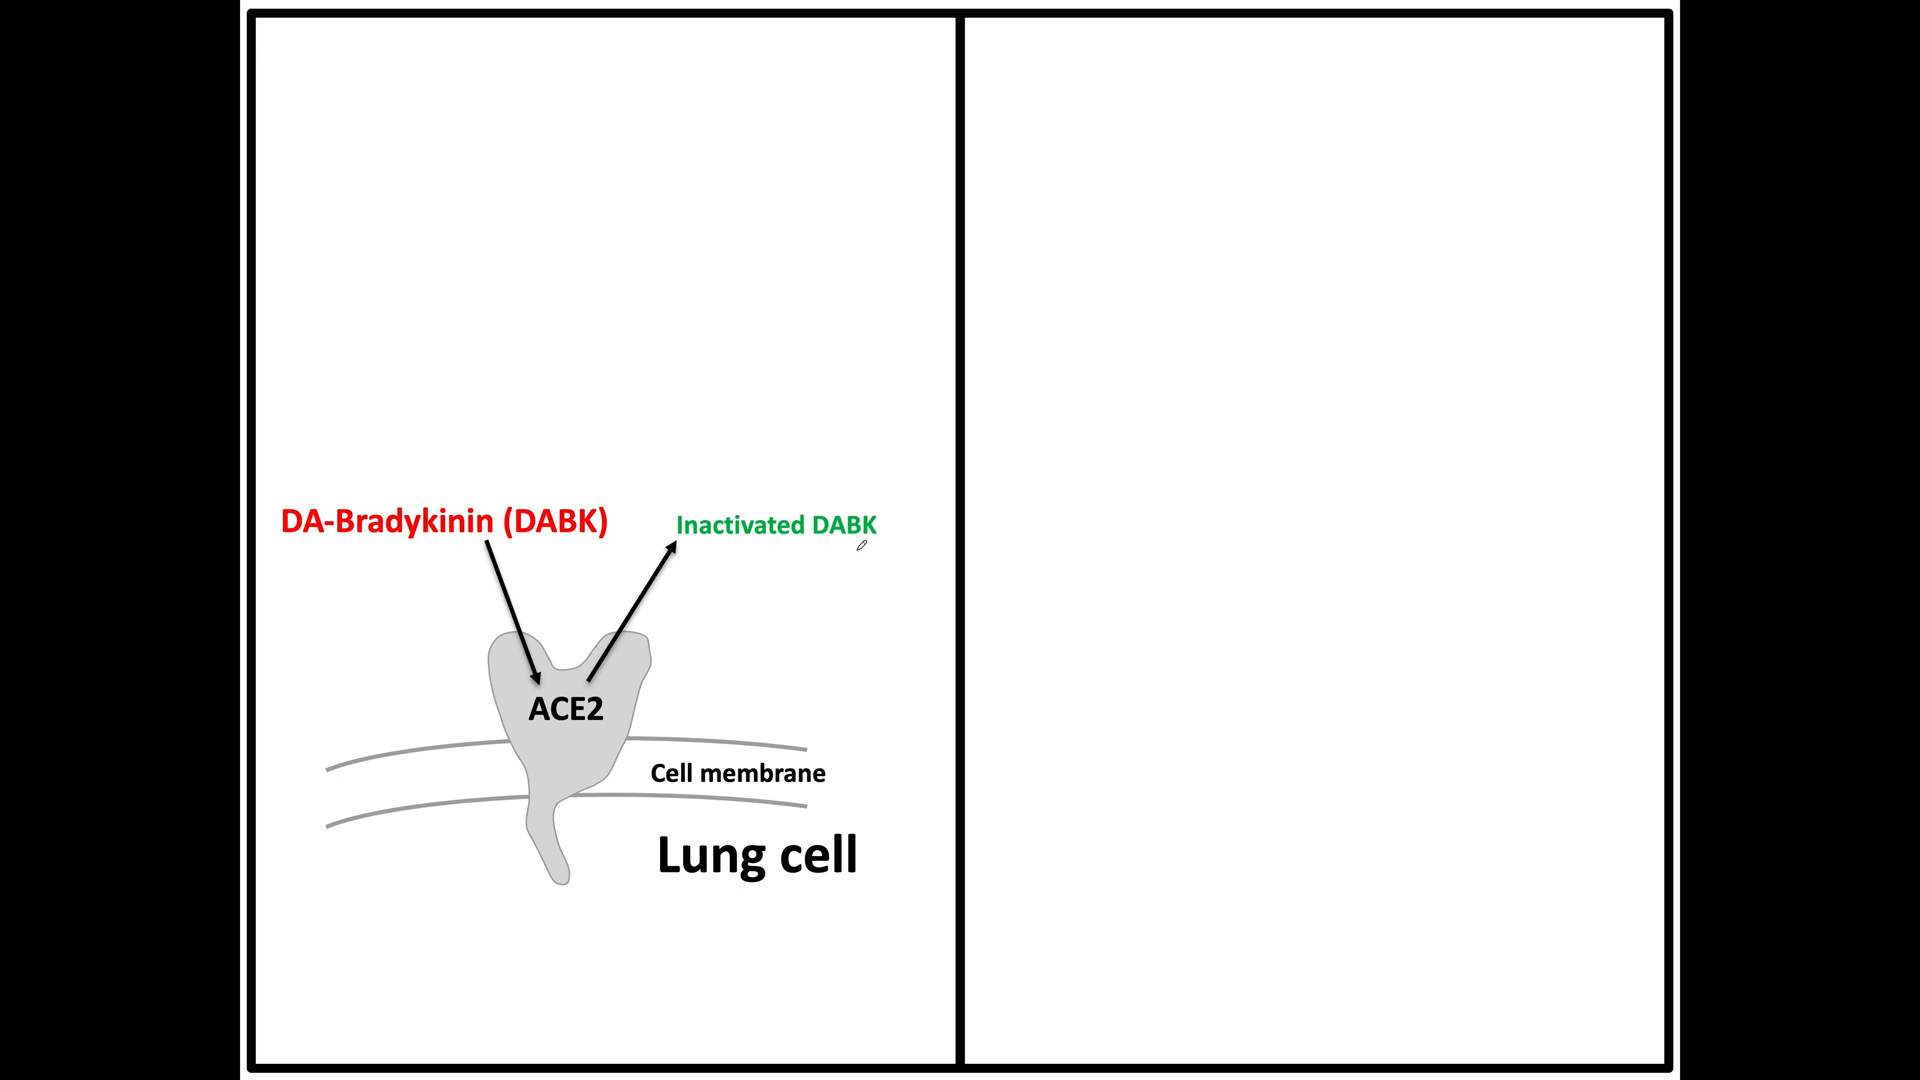 DA-Bradykinin (DABK)
Inactivated DABK
ACE2
Cell membrane
Lung cell